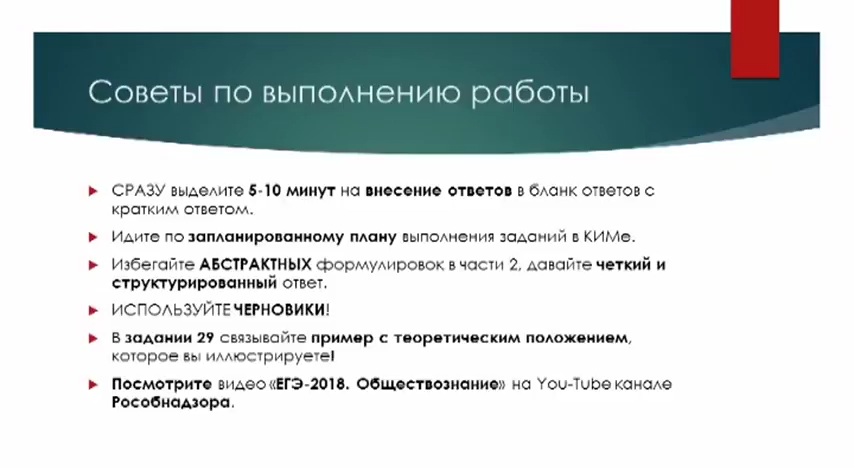 Советы по выполнению работы
СРАЗУ выделите 5-10 минут на внесение ответов в бланк ответов с
кратким ответом.
Идите по запланированному плану выполнения заданий в КИМе.
Избегайте АБСТРАКТНЫХ формулировок в части 2, давайте четкий и
структурированный ответ.
ИСПОЛЬЗУЙТЕ ЧЕРНОВИКИ!
В задании 29 связывайте пример с теоретическим положением,
которое вы иллюстрируете!
Посмотрите видео «ЕГЭ-2018. Обществознание» на You-Tube канале
Рособнадзора.